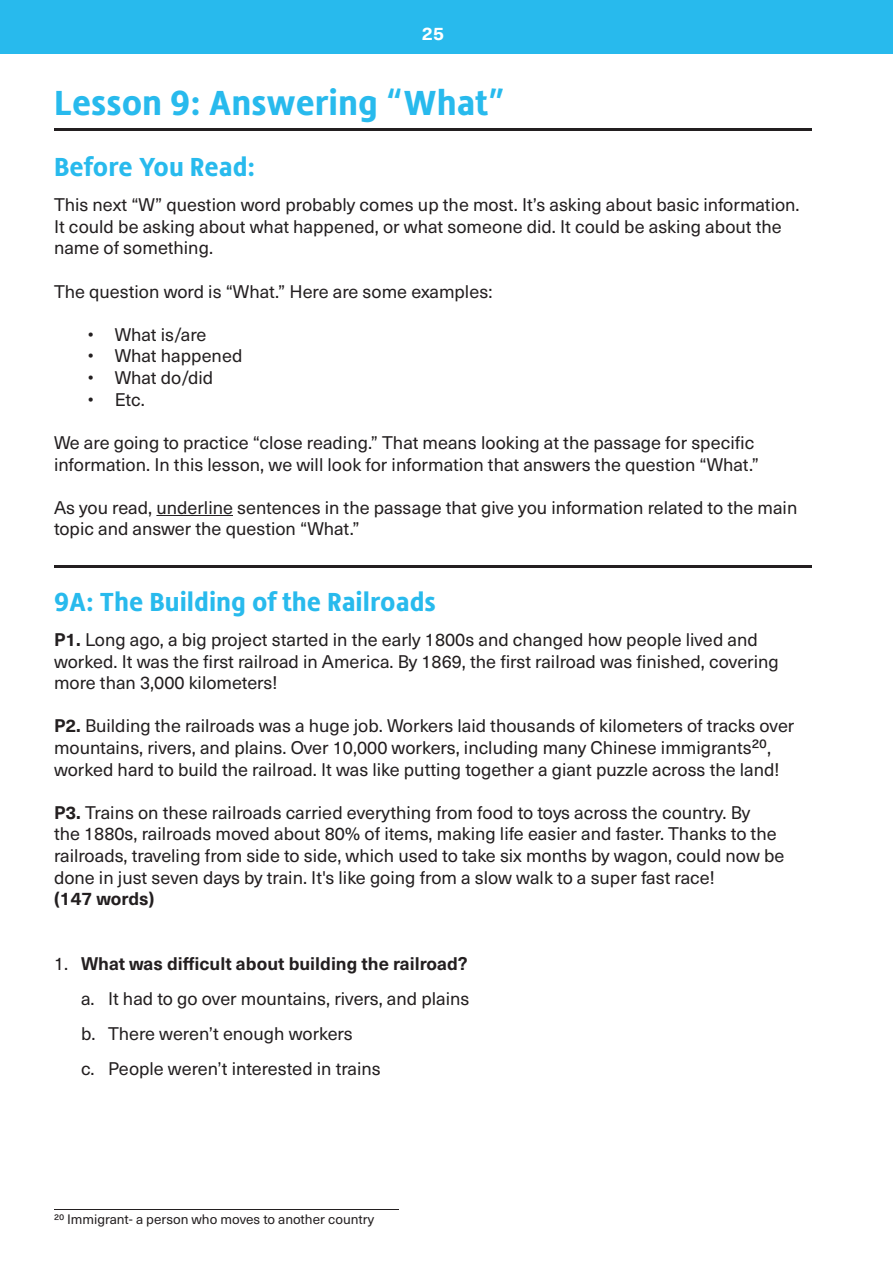 25
Lesson 9: Answering “What”
Before You Read:
This next “W” question word probably comes up the most. It’s asking about basic information.
It could be asking about what happened, or what someone did. It could be asking about the
name of something.
The question word is “What.” Here are some examples:
• What is/are
• What happened
• What do/did
• Etc.
We are going to practice “close reading.” That means looking at the passage for specific
information. In this lesson, we will look for information that answers the question “What.”
As you read, underline sentences in the passage that give you information related to the main
topic and answer the question “What.”
9A: The Building of the Railroads
P1. Long ago, a big project started in the early 1800s and changed how people lived and
worked. It was the first railroad in America. By 1869, the first railroad was finished, covering
more than 3,000 kilometers!
P2. Building the railroads was a huge job. Workers laid thousands of kilometers of tracks over
mountains, rivers, and plains. Over 10,000 workers, including many Chinese immigrants²⁰,
worked hard to build the railroad. It was like putting together a giant puzzle across the land!
P3. Trains on these railroads carried everything from food to toys across the country. By
the 1880s, railroads moved about 80% of items, making life easier and faster. Thanks to the
railroads, traveling from side to side, which used to take six months by wagon, could now be
done in just seven days by train. It's like going from a slow walk to a super fast race!
(147 words)
1. What was difficult about building the railroad?
a. It had to go over mountains, rivers, and plains
b. There weren’t enough workers
c. People weren’t interested in trains
²⁰ Immigrant- a person who moves to another country